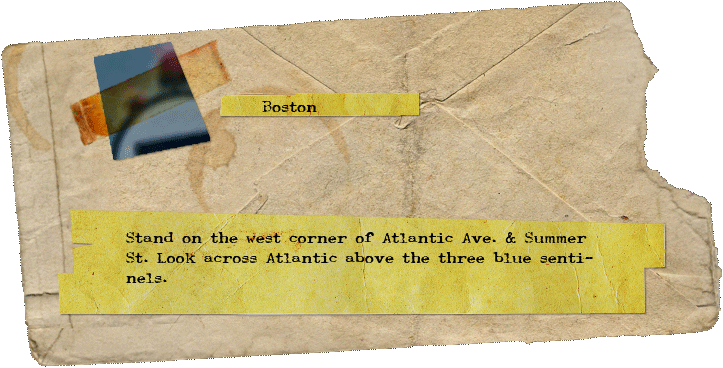 Boston
Stand on the west corner of Atlantic Ave. & Summer
St. Look across Atlantic above the three blue senti-
nels.